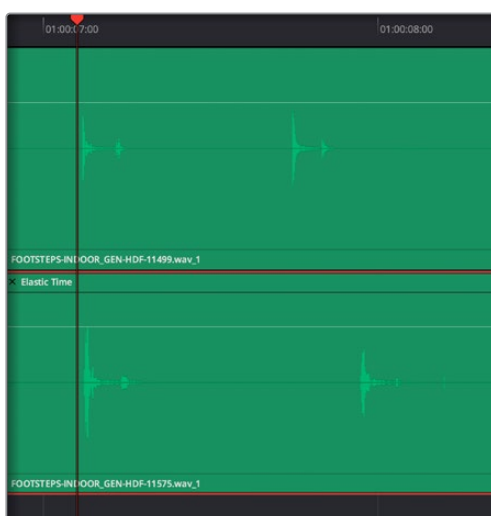 01:00:07:00
01:00:08:00
FOOTSTEPS-INDOOR_GEN-HDF-11499.wav_1
× Elastic Time
FOOTSTEPS-INDOOR_GEN-HDF-11575.wav_1